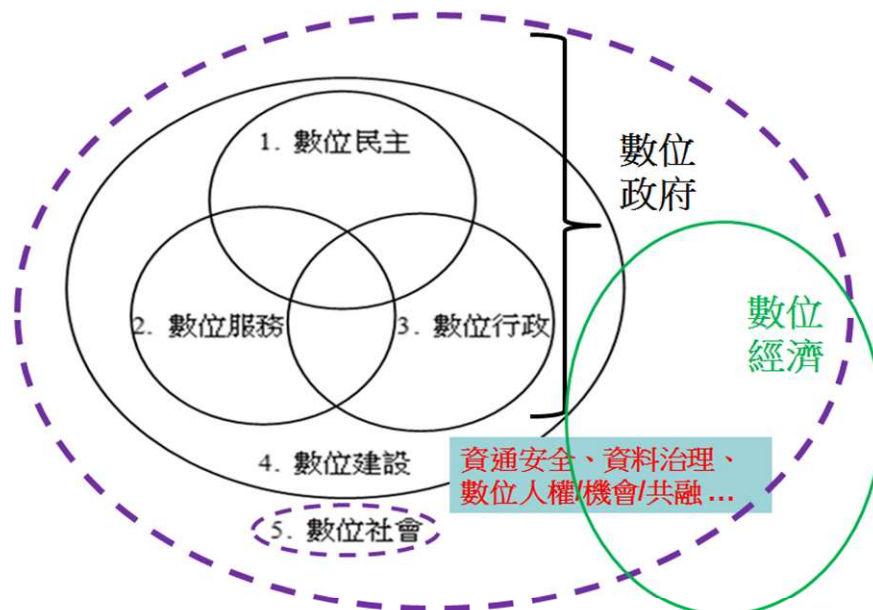 1. 數位民主
數位
政府
2. 數位服務
3. 數位行政
數位
經濟
4. 數位建設
資通安全、資料治理、
數位人權/機會/共融 ...
5. 數位社會